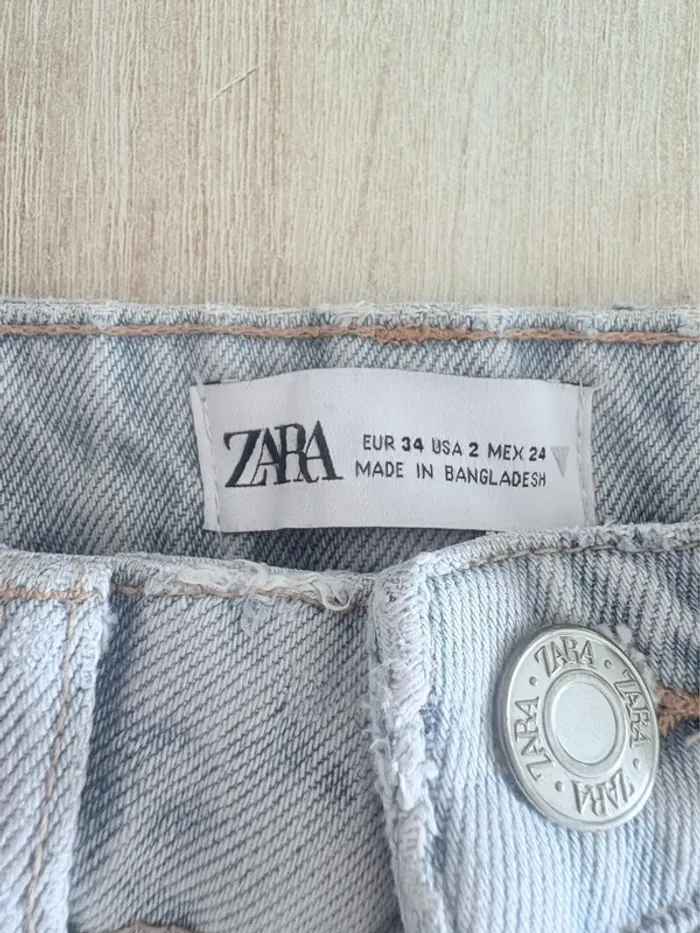 ZARA
EUR 34 USA 2 MEX 24
MADE IN BANGLADESH
ZARA · ZARA · ZARA · ZARA ·